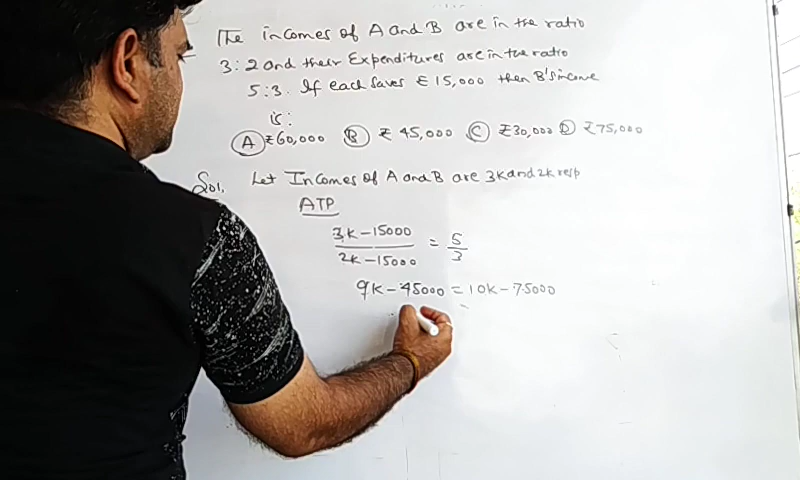 The incomes of A and B are in the ratio
3:2 and their Expenditures are in the ratio
5:3. If each saves ₹ 15,000 then B's income
is:
(A) ₹60,000 (B) ₹ 45,000 (C) ₹30,000 (D) ₹75,000
Sol. Let Incomes of A and B are 3k and 2k resp
ATP
3k-15000 / 2k-15000 = 5/3
9k-45000 = 10k-75000
=